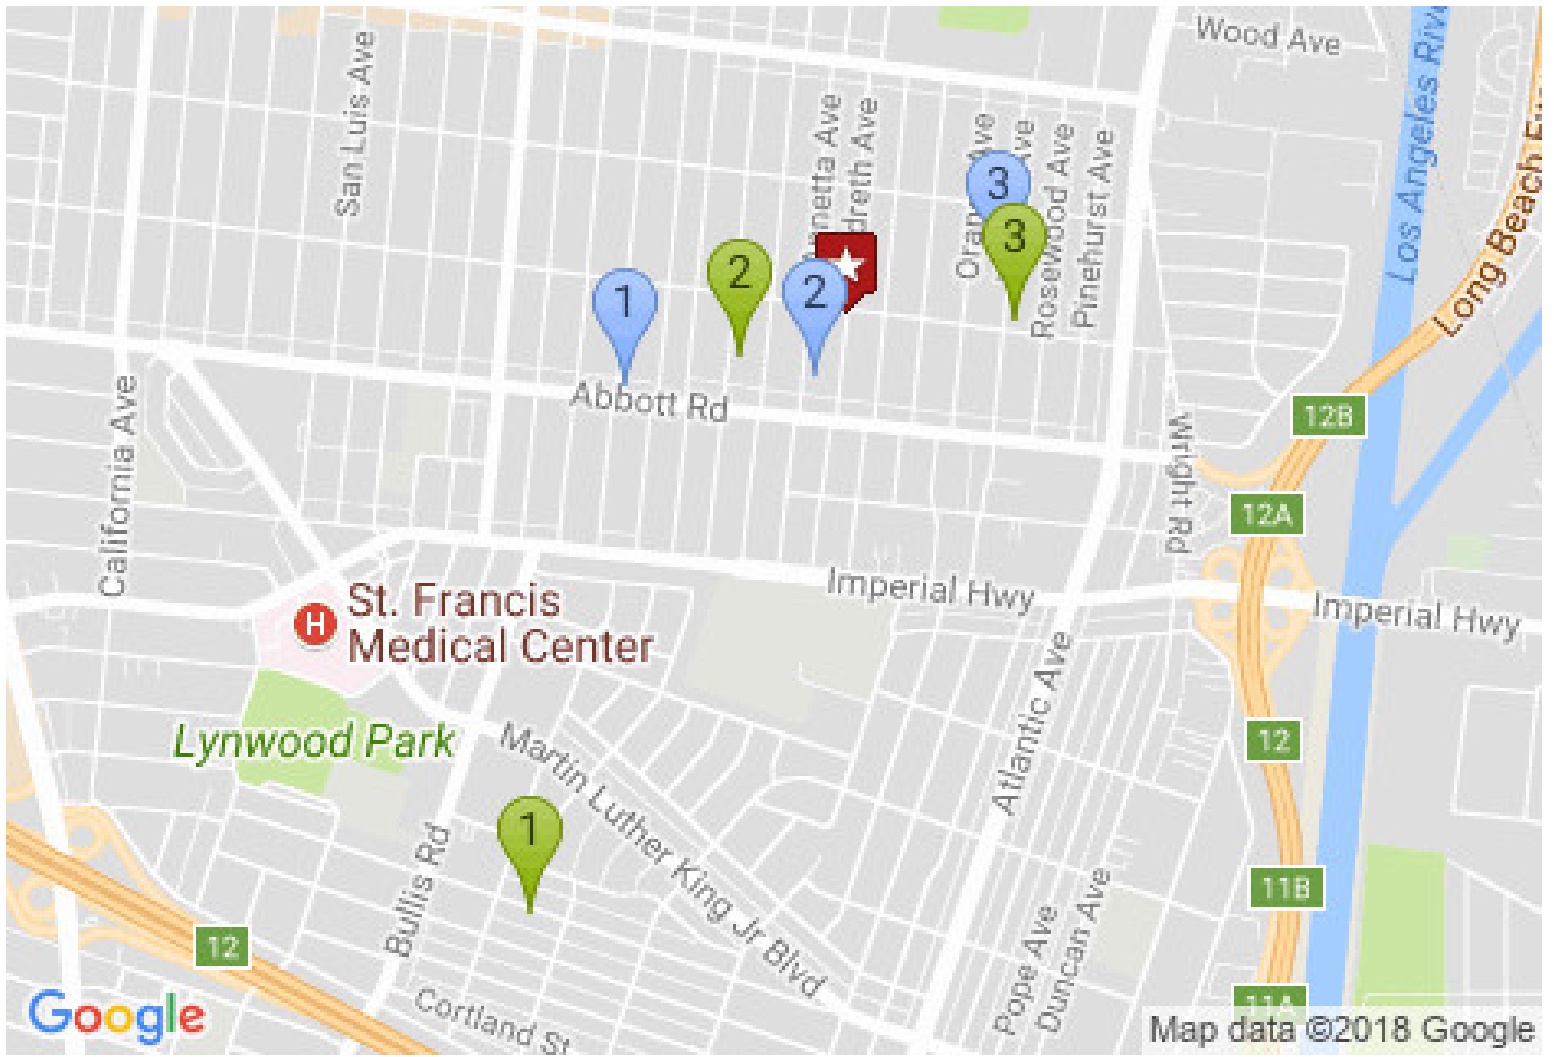 Wood Ave
San Luis Ave
Los Angeles
Long Beach
Ave
Ave
Rosewood Ave
Pinehurst Ave
3
3
2
2
1
Abbott Rd
California Ave
12B
Wright Rd
12A
Imperial Hwy
Imperial Hwy
H
St. Francis
Medical Center
Lynwood Park
Atlantic Ave
12
Martin Luther King Jr Blvd
1
Bullis Rd
11B
12
Pope Ave
Duncan Ave
Cortland St
11A
Google
Map data ©2018 Google